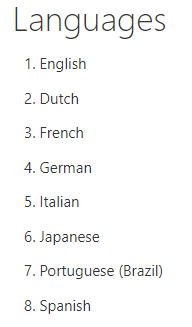 Languages
1. English
2. Dutch
3. French
4. German
5. Italian
6. Japanese
7. Portuguese (Brazil)
8. Spanish